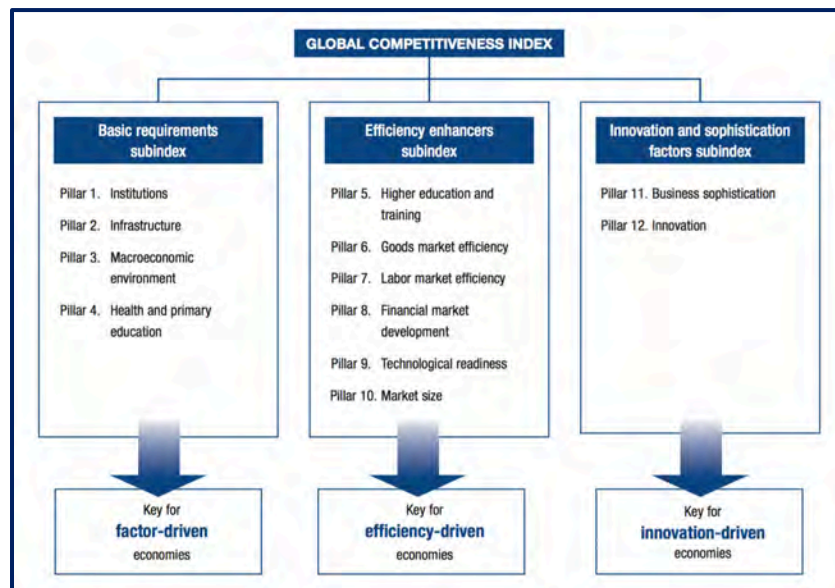 GLOBAL COMPETITIVENESS INDEX
Basic requirements
subindex
Pillar 1. Institutions
Pillar 2. Infrastructure
Pillar 3. Macroeconomic
environment
Pillar 4. Health and primary
education
Key for
factor-driven
economies
Efficiency enhancers
subindex
Pillar 5. Higher education and
training
Pillar 6. Goods market efficiency
Pillar 7. Labor market efficiency
Pillar 8. Financial market
development
Pillar 9. Technological readiness
Pillar 10. Market size
Key for
efficiency-driven
economies
Innovation and sophistication
factors subindex
Pillar 11. Business sophistication
Pillar 12. Innovation
Key for
innovation-driven
economies